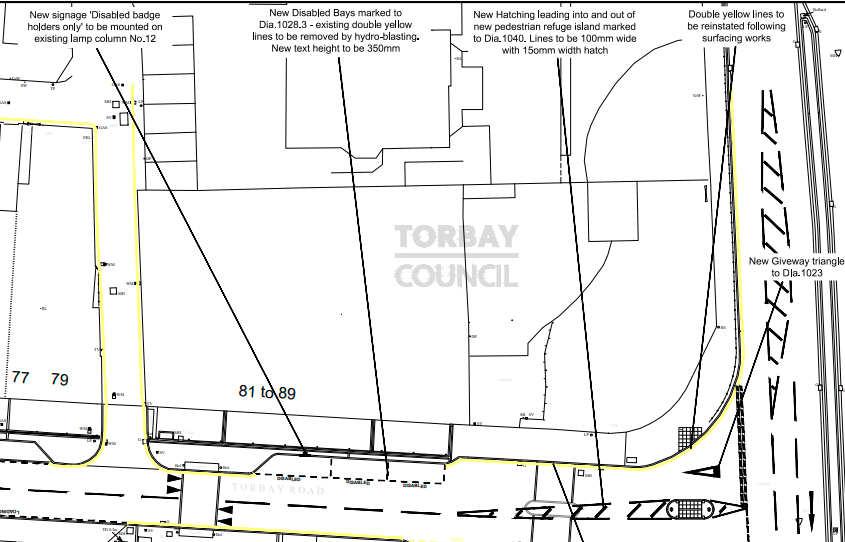 New signage 'Disabled badge
holders only' to be mounted on
existing lamp column No.12
New Disabled Bays marked to
Dia.1028.3 - existing double yellow
lines to be removed by hydro-blasting.
New text height to be 350mm
New Hatching leading into and out of
new pedestrian refuge island marked
to Dia.1040. Lines to be 100mm wide
with 15omm width hatch
Double yellow lines to
be reinstated following
surfacing works
TORBAY
COUNCIL
New Giveway triangle
to Dia.1023
77 79
81 to 89
DISABLED
DISABLED
DISABLED
TORBAY ROAD
LOADING